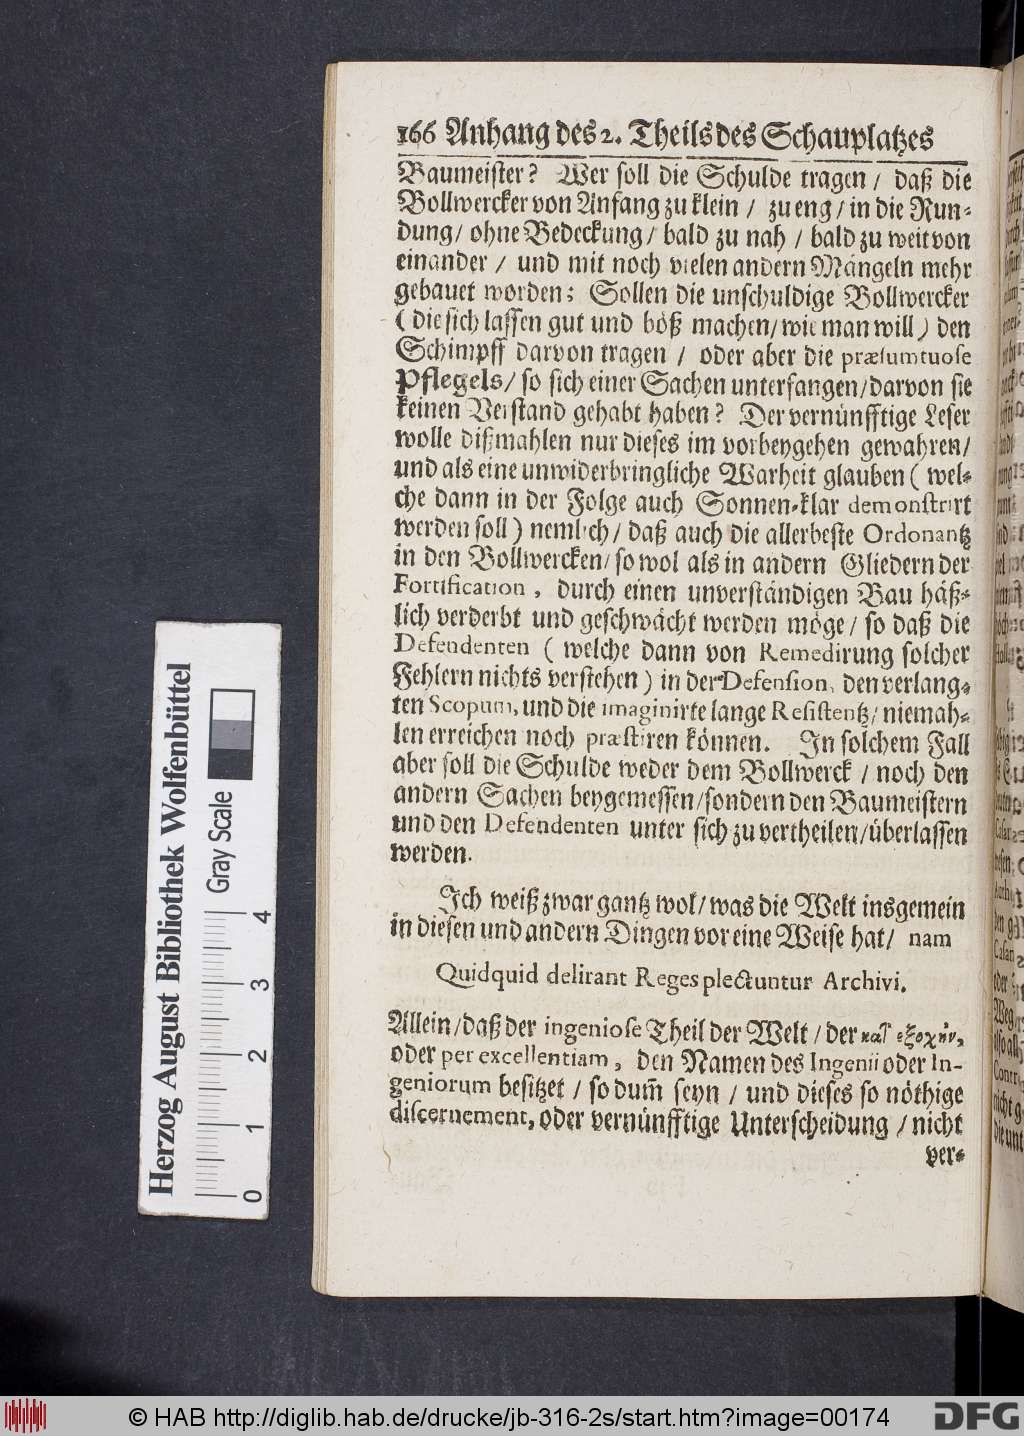 166 Anhang des 2. Theils des Schauplatzes
Baumeister? Wer soll die Schulde tragen / daß die
Bollwercker von Anfang zu klein / zu eng / in die Run-
dung / ohne Bedeckung / bald zu nah / bald zu weit von
einander / und mit noch vielen andern Mängeln mehr
gebauet worden; Sollen die unschuldige Bollwercker
( die sich lassen gut und böß machen / wie man will ) den
Schimpff darvon tragen / oder aber die præsumtuose
Pflegels / so sich einer Sachen unterfangen / darvon sie
keinen Verstand gehabt haben? Der vernünfftige Leser
wolle dißmahlen nur dieses im vorbeygehen gewahren /
und als eine unwiderbringliche Warheit glauben ( wel-
che dann in der Folge auch Sonnen-klar demonstrirt
werden soll ) nemlich / daß auch die allerbeste Ordonantz
in den Bollwercken / so wol als in andern Gliedern der
Fortification, durch einen unverständigen Bau häß-
lich verderbt und geschwächt werden möge / so daß die
Defendenten ( welche dann von Remedirung solcher
Fehlern nichts verstehen ) in der Defension, den verlang-
ten Scopum, und die imaginirte lange Resistentz / niemah-
len erreichen noch præstiren können. In solchem Fall
aber soll die Schulde weder dem Bollwerck / noch den
andern Sachen beygemessen / sondern den Baumeistern
und den Defendenten unter sich zu vertheilen / überlassen
werden.
Ich weiß zwar gantz wol / was die Welt insgemein
in diesen und andern Dingen vor eine Weise hat / nam
Quidquid delirant Reges plectuntur Archivi.
Allein / daß der ingeniose Theil der Welt / der κατ' εξοχήν,
oder per excellentiam, den Namen des Ingenii oder In-
geniorum besitzet / so dum̃ seyn / und dieses so nöthige
discernement, oder vernünfftige Unterscheidung / nicht
ver-
Herzog August Bibliothek Wolfenbüttel
Gray Scale
0 1 2 3 4
© HAB http://diglib.hab.de/drucke/jb-316-2s/start.htm?image=00174
DFG